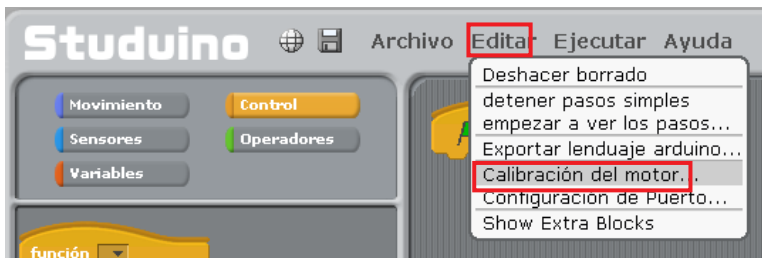 Studuino Archivo Editar Ejecutar Ayuda
Movimiento Control
Sensores Operadores
Variables
función
Deshacer borrado
detener pasos simples
empezar a ver los pasos...
Exportar lenduaje arduino...
Calibración del motor...
Configuración de Puerto...
Show Extra Blocks